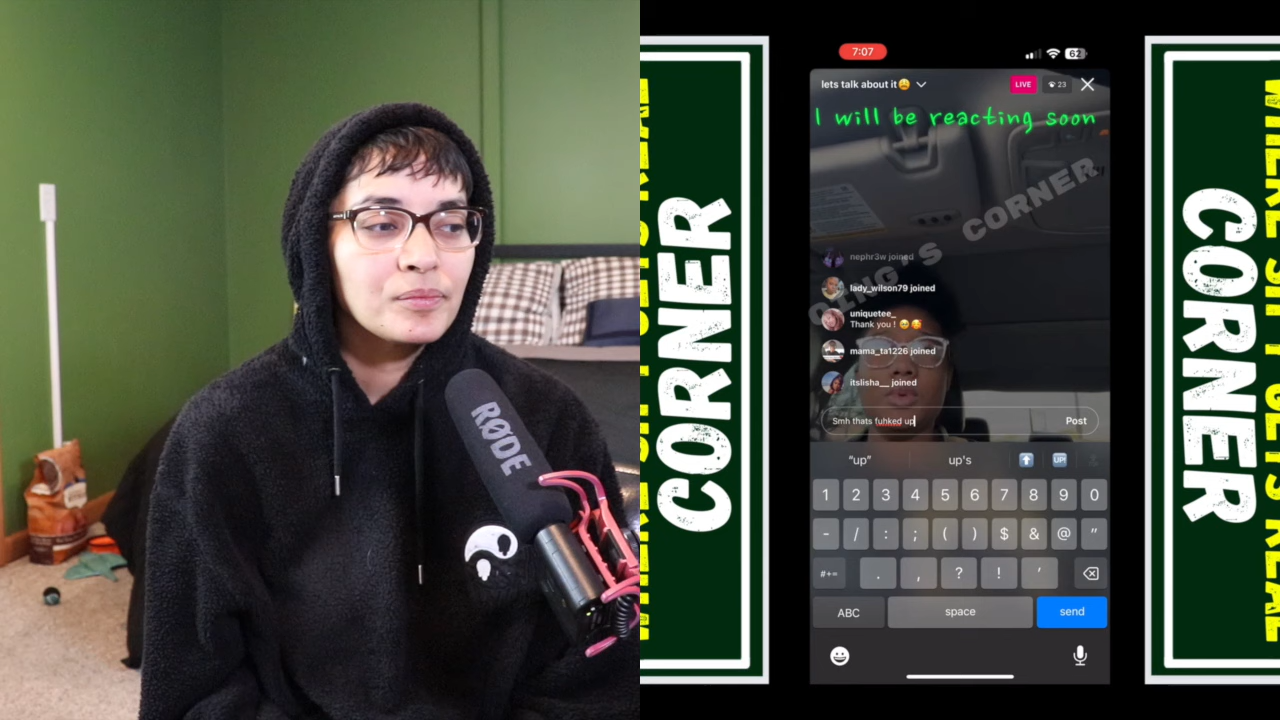 RØDE
CORNER
7:07
62
lets talk about it😩
LIVE
23
I will be reacting soon
CORNER
nephr3w joined
lady_wilson79 joined
uniquetee_
Thank you ! 🥹🥰
mama_ta1226 joined
itslisha__ joined
Smh thats fuhked up
Post
“up”
up's
UP!
1 2 3 4 5 6 7 8 9 0
- / : ; ( ) $ & @ "
#+= . , ? ! '
ABC
space
send
CORNER